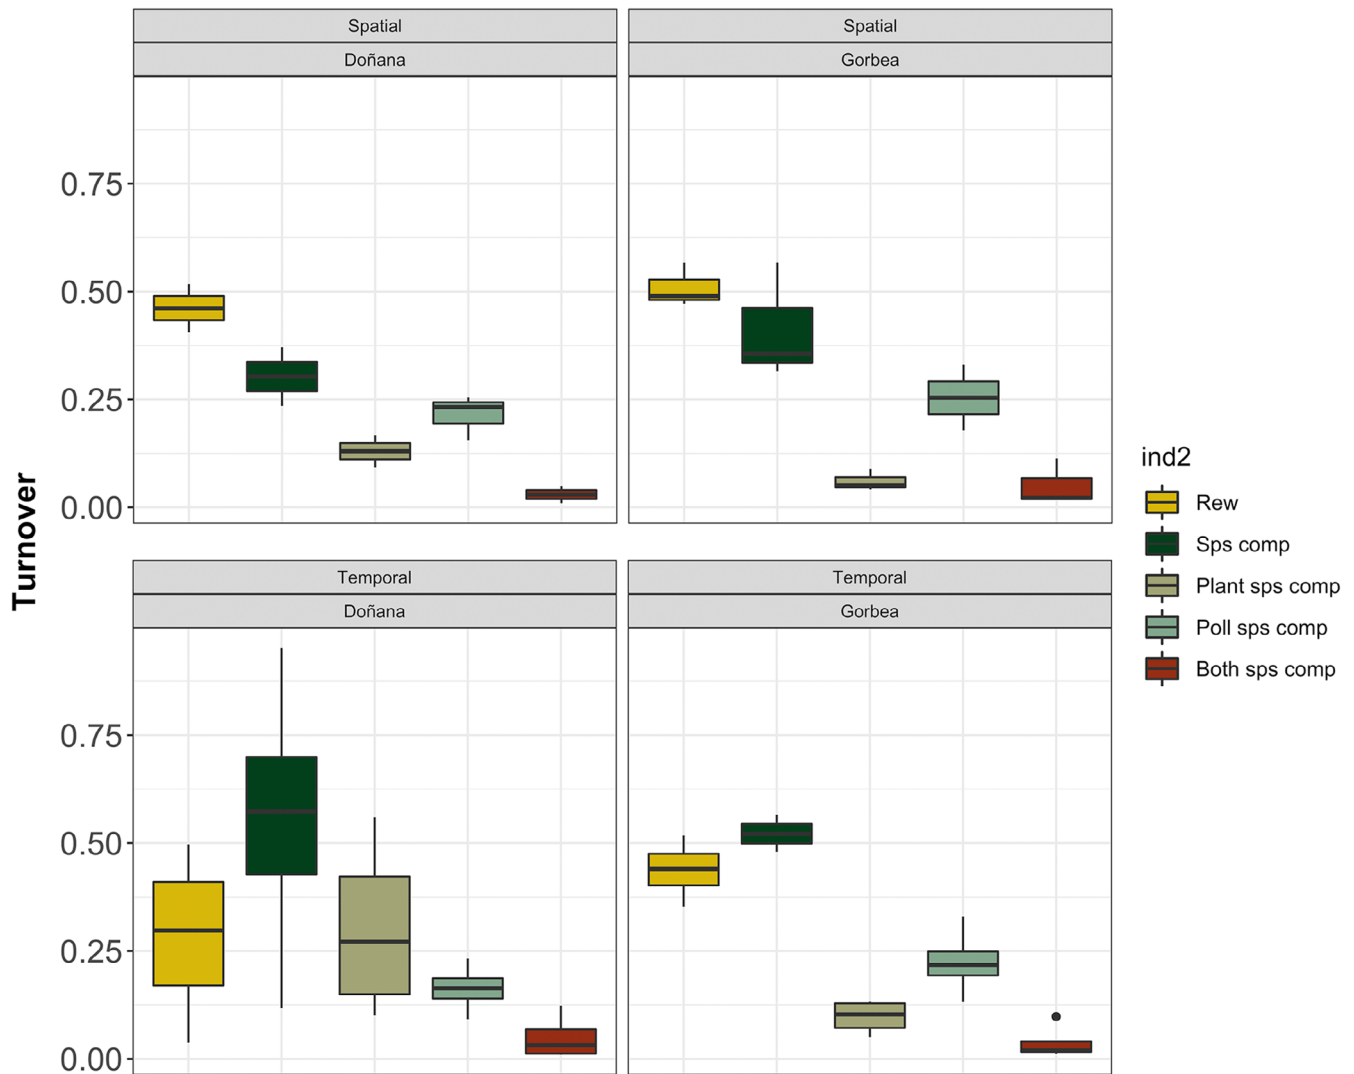 Spatial
Spatial
Doñana
Gorbea
0.75
0.50
0.25
0.00
Turnover
Temporal
Temporal
Doñana
Gorbea
0.75
0.50
0.25
0.00
ind2
Rew
Sps comp
Plant sps comp
Poll sps comp
Both sps comp